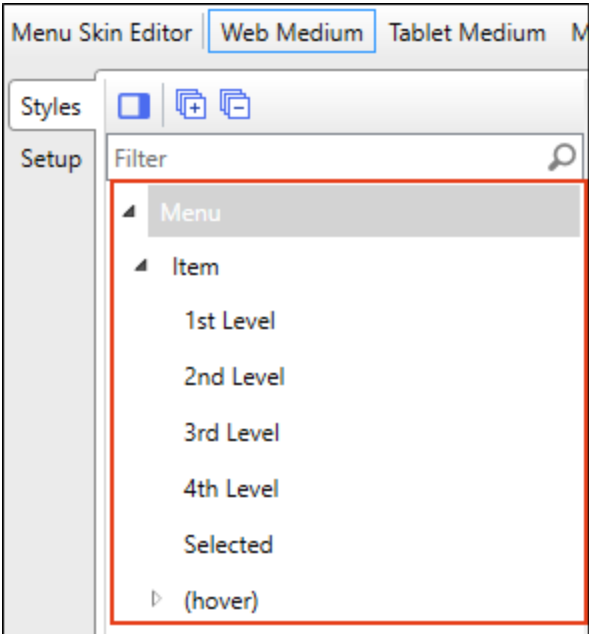 Menu Skin Editor Web Medium Tablet Medium M
Styles
Setup
Filter
Menu
Item
1st Level
2nd Level
3rd Level
4th Level
Selected
(hover)